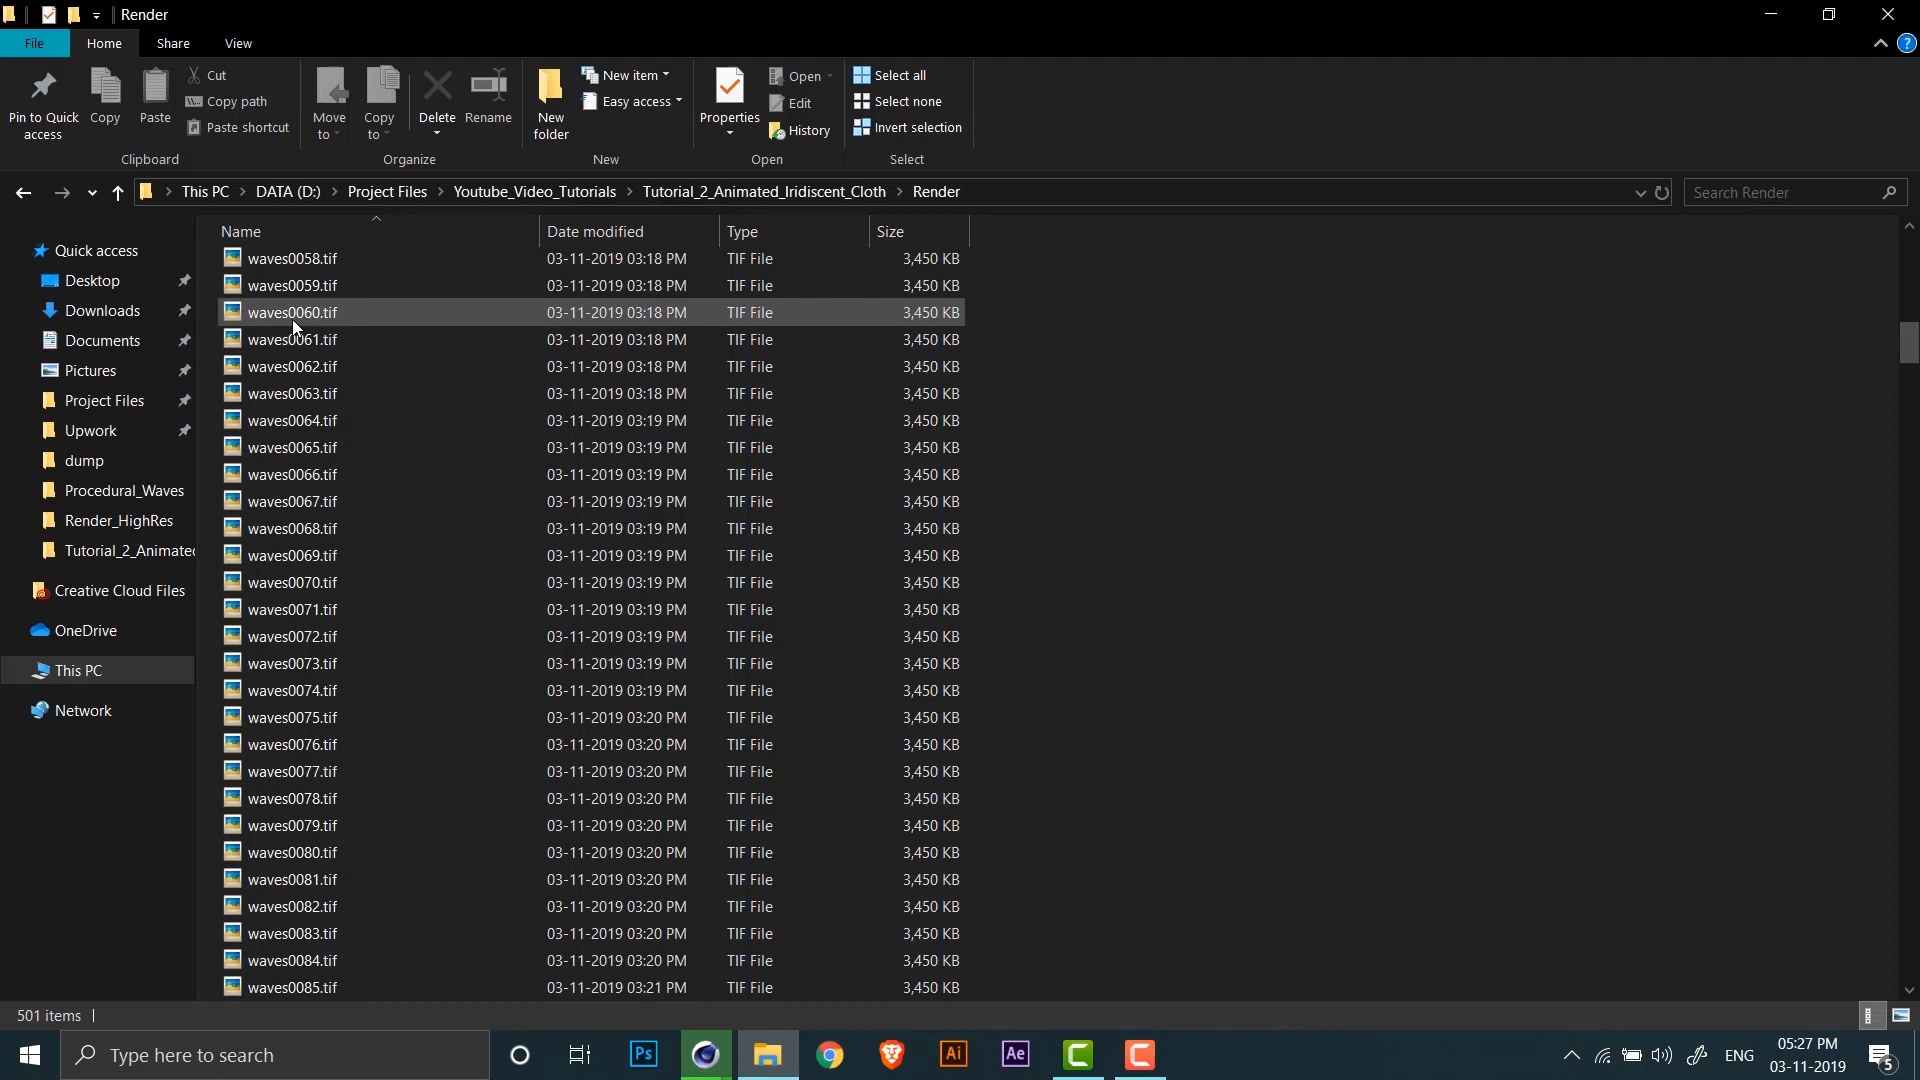 Render
File Home Share View
Pin to Quick access
Copy
Paste
Cut
Copy path
Paste shortcut
Clipboard
Move to
Copy to
Delete
Rename
Organize
New folder
New item
Easy access
New
Properties
Open
Edit
History
Open
Select all
Select none
Invert selection
Select
This PC DATA (D:) Project Files Youtube_Video_Tutorials Tutorial_2_Animated_Iridiscent_Cloth Render
Search Render
Quick access
Desktop
Downloads
Documents
Pictures
Project Files
Upwork
dump
Procedural_Waves
Render_HighRes
Tutorial_2_Animated
Creative Cloud Files
OneDrive
This PC
Network
Name Date modified Type Size
waves0058.tif 03-11-2019 03:18 PM TIF File 3,450 KB
waves0059.tif 03-11-2019 03:18 PM TIF File 3,450 KB
waves0060.tif 03-11-2019 03:18 PM TIF File 3,450 KB
waves0061.tif 03-11-2019 03:18 PM TIF File 3,450 KB
waves0062.tif 03-11-2019 03:18 PM TIF File 3,450 KB
waves0063.tif 03-11-2019 03:18 PM TIF File 3,450 KB
waves0064.tif 03-11-2019 03:19 PM TIF File 3,450 KB
waves0065.tif 03-11-2019 03:19 PM TIF File 3,450 KB
waves0066.tif 03-11-2019 03:19 PM TIF File 3,450 KB
waves0067.tif 03-11-2019 03:19 PM TIF File 3,450 KB
waves0068.tif 03-11-2019 03:19 PM TIF File 3,450 KB
waves0069.tif 03-11-2019 03:19 PM TIF File 3,450 KB
waves0070.tif 03-11-2019 03:19 PM TIF File 3,450 KB
waves0071.tif 03-11-2019 03:19 PM TIF File 3,450 KB
waves0072.tif 03-11-2019 03:19 PM TIF File 3,450 KB
waves0073.tif 03-11-2019 03:19 PM TIF File 3,450 KB
waves0074.tif 03-11-2019 03:19 PM TIF File 3,450 KB
waves0075.tif 03-11-2019 03:20 PM TIF File 3,450 KB
waves0076.tif 03-11-2019 03:20 PM TIF File 3,450 KB
waves0077.tif 03-11-2019 03:20 PM TIF File 3,450 KB
waves0078.tif 03-11-2019 03:20 PM TIF File 3,450 KB
waves0079.tif 03-11-2019 03:20 PM TIF File 3,450 KB
waves0080.tif 03-11-2019 03:20 PM TIF File 3,450 KB
waves0081.tif 03-11-2019 03:20 PM TIF File 3,450 KB
waves0082.tif 03-11-2019 03:20 PM TIF File 3,450 KB
waves0083.tif 03-11-2019 03:20 PM TIF File 3,450 KB
waves0084.tif 03-11-2019 03:20 PM TIF File 3,450 KB
waves0085.tif 03-11-2019 03:21 PM TIF File 3,450 KB
501 items
Type here to search
Ps
Ai
Ae
ENG
05:27 PM
03-11-2019
5